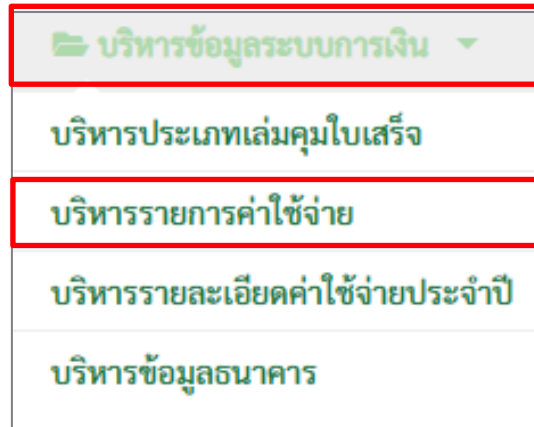 บริหารข้อมูลระบบการเงิน
บริหารประเภทเล่มคุมใบเสร็จ
บริหารรายการค่าใช้จ่าย
บริหารรายละเอียดค่าใช้จ่ายประจำปี
บริหารข้อมูลธนาคาร